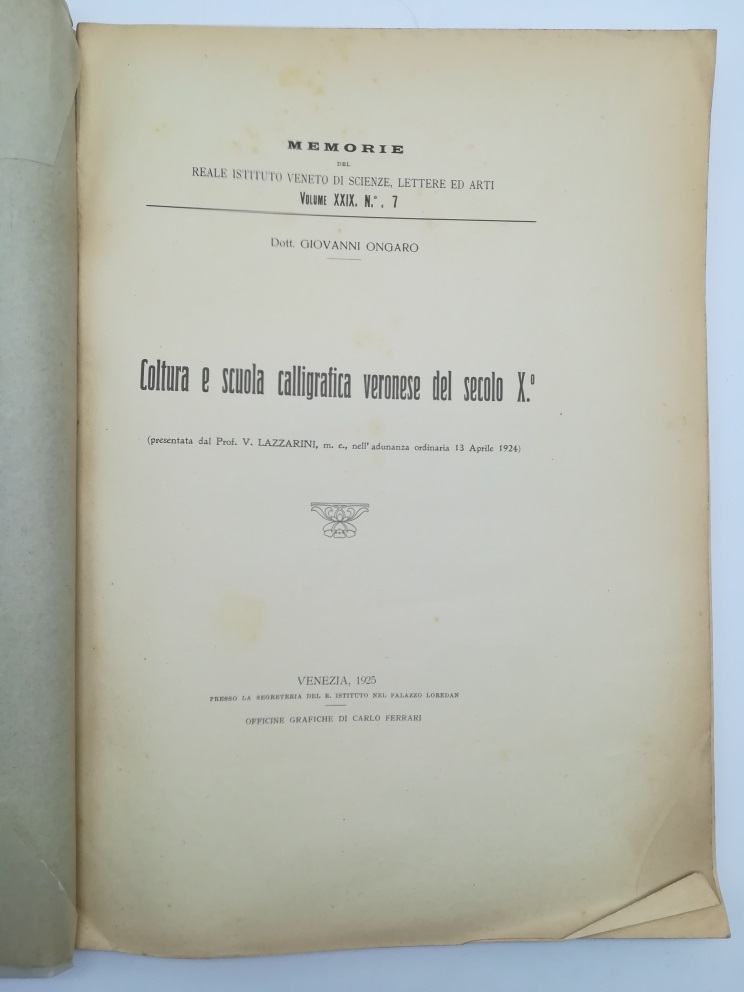 MEMORIE
DEL
REALE ISTITUTO VENETO DI SCIENZE, LETTERE ED ARTI
VOLUME XXIX. N.° . 7
Dott. GIOVANNI ONGARO
Coltura e scuola calligrafica veronese del secolo X.°
(presentata dal Prof. V. LAZZARINI, m. e., nell' adunanza ordinaria 13 Aprile 1924)
VENEZIA, 1925
PRESSO LA SEGRETERIA DEL R. ISTITUTO NEL PALAZZO LOREDAN
OFFICINE GRAFICHE DI CARLO FERRARI